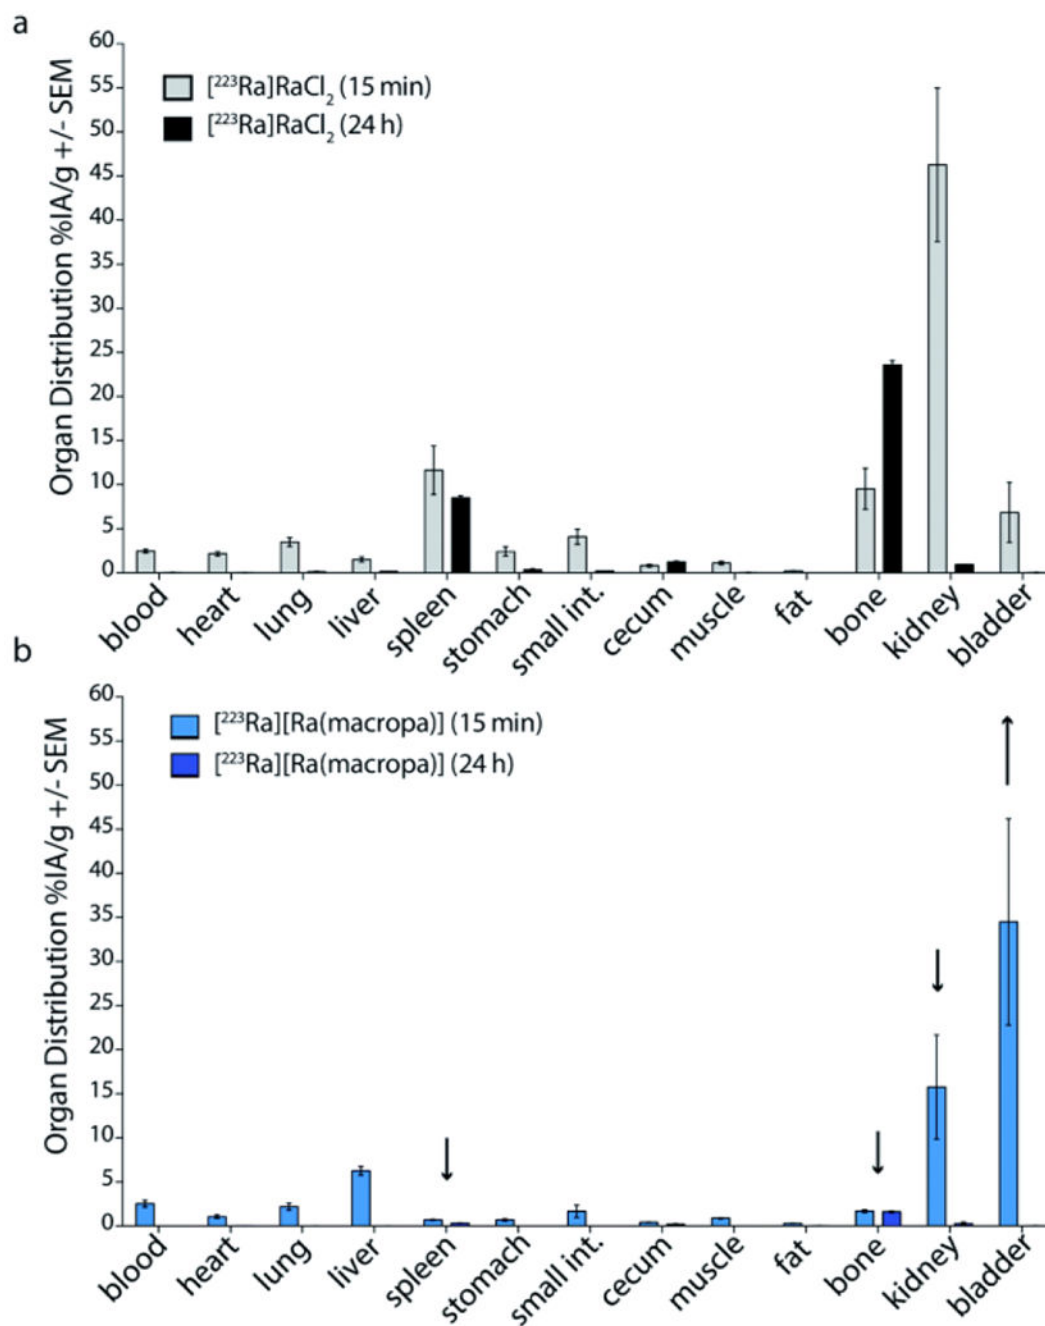 a
Organ Distribution %IA/g +/- SEM
60
55
50
45
40
35
30
25
20
15
10
5
0
[²²³Ra]RaCl₂ (15 min)
[²²³Ra]RaCl₂ (24 h)
blood
heart
lung
liver
spleen
stomach
small int.
cecum
muscle
fat
bone
kidney
bladder
b
Organ Distribution %IA/g +/- SEM
60
55
50
45
40
35
30
25
20
15
10
5
0
[²²³Ra][Ra(macropa)] (15 min)
[²²³Ra][Ra(macropa)] (24 h)
blood
heart
lung
liver
spleen
stomach
small int.
cecum
muscle
fat
bone
kidney
bladder